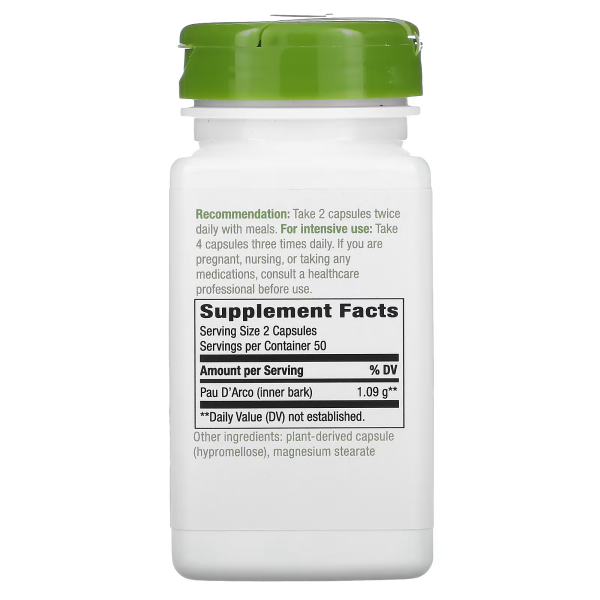 Recommendation: Take 2 capsules twice
daily with meals. For intensive use: Take
4 capsules three times daily. If you are
pregnant, nursing, or taking any
medications, consult a healthcare
professional before use.
Supplement Facts
Serving Size 2 Capsules
Servings per Container 50
Amount per Serving % DV
Pau D'Arco (inner bark) 1.09 g**
**Daily Value (DV) not established.
Other ingredients: plant-derived capsule
(hypromellose), magnesium stearate